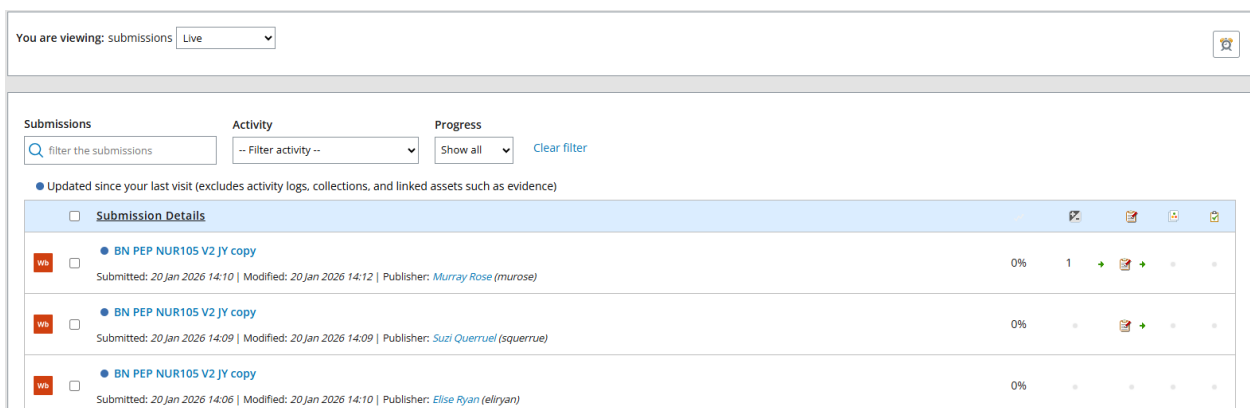 You are viewing: submissions Live
Submissions Activity Progress
filter the submissions -- Filter activity -- Show all Clear filter
Updated since your last visit (excludes activity logs, collections, and linked assets such as evidence)
Submission Details
Wb BN PEP NUR105 V2 JY copy 0% 1
Submitted: 20 Jan 2026 14:10 | Modified: 20 Jan 2026 14:12 | Publisher: Murray Rose (murose)
Wb BN PEP NUR105 V2 JY copy 0%
Submitted: 20 Jan 2026 14:09 | Modified: 20 Jan 2026 14:09 | Publisher: Suzi Querruel (squerrue)
Wb BN PEP NUR105 V2 JY copy 0%
Submitted: 20 Jan 2026 14:06 | Modified: 20 Jan 2026 14:10 | Publisher: Elise Ryan (eliryan)